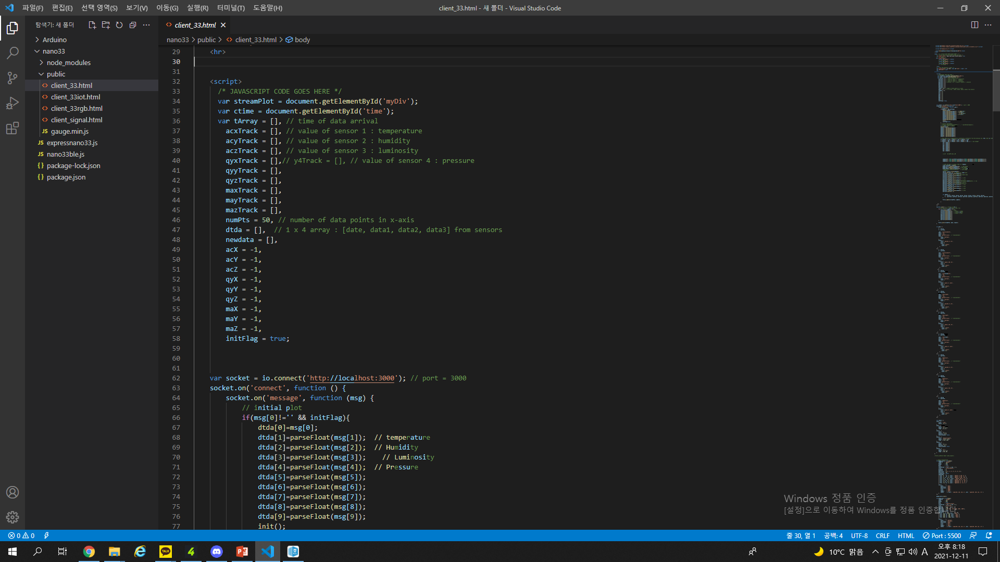 파일(F) 편집(E) 선택 영역(S) 보기(V) 이동(G) 실행(R) 터미널(T) 도움말(H)
client_33.html - 새 폴더 - Visual Studio Code
탐색기: 새 폴더
Arduino
nano33
node_modules
public
client_33.html
client_33iot.html
client_33rgb.html
client_signal.html
JS gauge.min.js
JS expressnano33.js
JS nano33ble.js
{} package-lock.json
{} package.json
<> client_33.html
nano33 > public > <> client_33.html > body
29 <hr>
30
31
32 <script>
33 /* JAVASCRIPT CODE GOES HERE */
34 var streamPlot = document.getElementById('myDiv');
35 var ctime = document.getElementById('time');
36 var tArray = [], // time of data arrival
37 acxTrack = [], // value of sensor 1 : temperature
38 acyTrack = [], // value of sensor 2 : humidity
39 aczTrack = [], // value of sensor 3 : luminosity
40 qyxTrack = [],// y4Track = [], // value of sensor 4 : pressure
41 qyyTrack = [],
42 qyzTrack = [],
43 maxTrack = [],
44 mayTrack = [],
45 mazTrack = [],
46 numPts = 50, // number of data points in x-axis
47 dtda = [],  // 1 x 4 array : [date, data1, data2, data3] from sensors
48 newdata = [],
49 acX = -1,
50 acY = -1,
51 acZ = -1,
52 qyX = -1,
53 qyY = -1,
54 qyZ = -1,
55 maX = -1,
56 maY = -1,
57 maZ = -1,
58 initFlag = true;
59
60
61
62 var socket = io.connect('http://localhost:3000'); // port = 3000
63 socket.on('connect', function () {
64 socket.on('message', function (msg) {
65 // initial plot
66 if(msg[0]!='' && initFlag){
67 dtda[0]=msg[0];
68 dtda[1]=parseFloat(msg[1]);  // temperature
69 dtda[2]=parseFloat(msg[2]);  // Humidity
70 dtda[3]=parseFloat(msg[3]);    // Luminosity
71 dtda[4]=parseFloat(msg[4]);  // Pressure
72 dtda[5]=parseFloat(msg[5]);
73 dtda[6]=parseFloat(msg[6]);
74 dtda[7]=parseFloat(msg[7]);
75 dtda[8]=parseFloat(msg[8]);
76 dtda[9]=parseFloat(msg[9]);
77 init();
Windows 정품 인증
[설정]으로 이동하여 Windows를 정품 인증합니다.
0 0
줄 30, 열 1 공백: 4 UTF-8 CRLF HTML Port : 5500
TALK
10°C 맑음
A
오후 8:18
2021-12-11